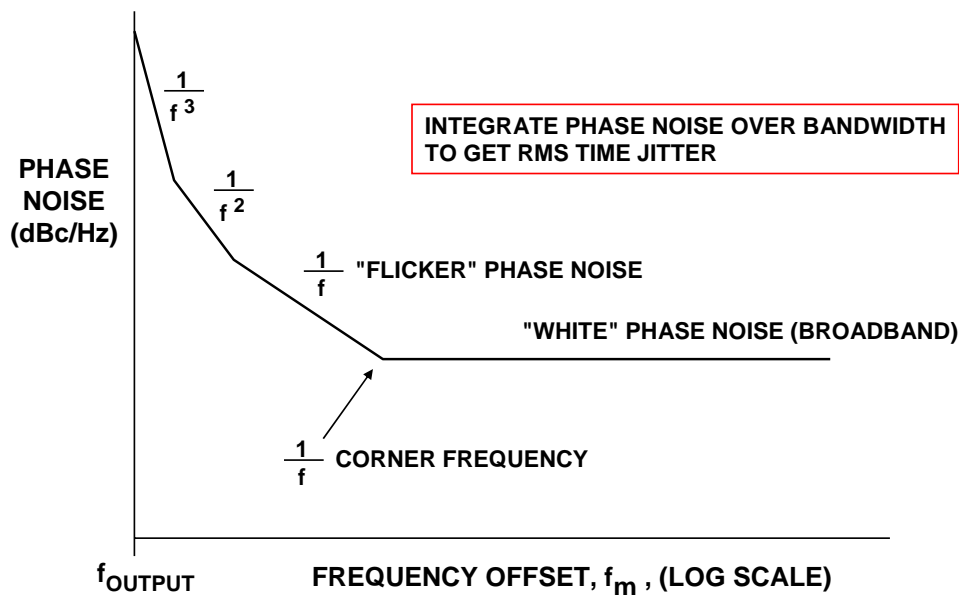 1
f 3
1
f 2
INTEGRATE PHASE NOISE OVER BANDWIDTH
TO GET RMS TIME JITTER
PHASE
NOISE
(dBc/Hz)
1
f
"FLICKER" PHASE NOISE
"WHITE" PHASE NOISE (BROADBAND)
1
f
CORNER FREQUENCY
fOUTPUT
FREQUENCY OFFSET, fm , (LOG SCALE)